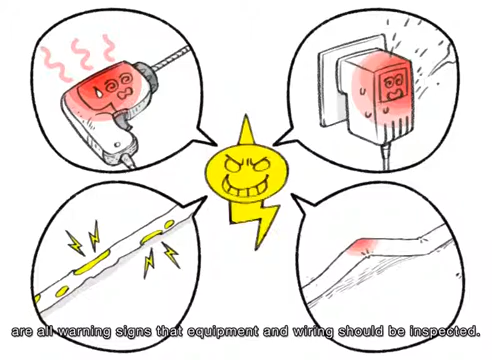 are all warning signs that equipment and wiring should be inspected.